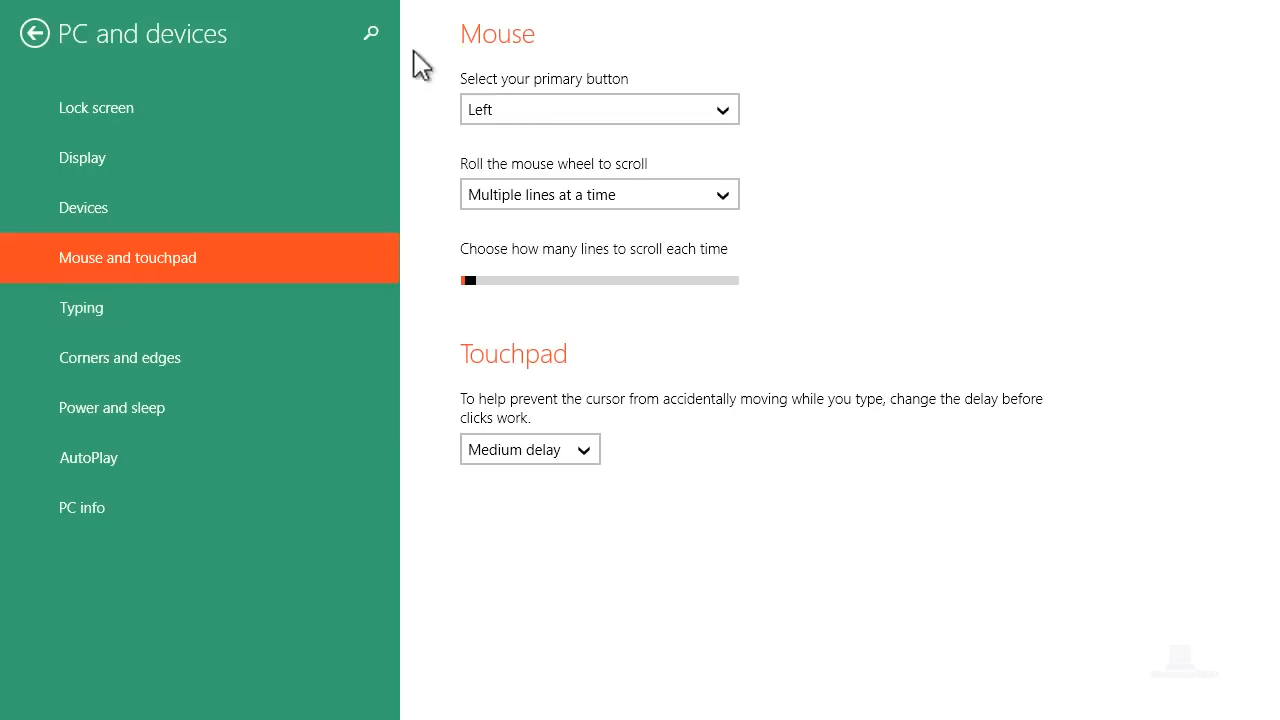 PC and devices
Lock screen
Display
Devices
Mouse and touchpad
Typing
Corners and edges
Power and sleep
AutoPlay
PC info
Mouse
Select your primary button
Left
Roll the mouse wheel to scroll
Multiple lines at a time
Choose how many lines to scroll each time
Touchpad
To help prevent the cursor from accidentally moving while you type, change the delay before
clicks work.
Medium delay